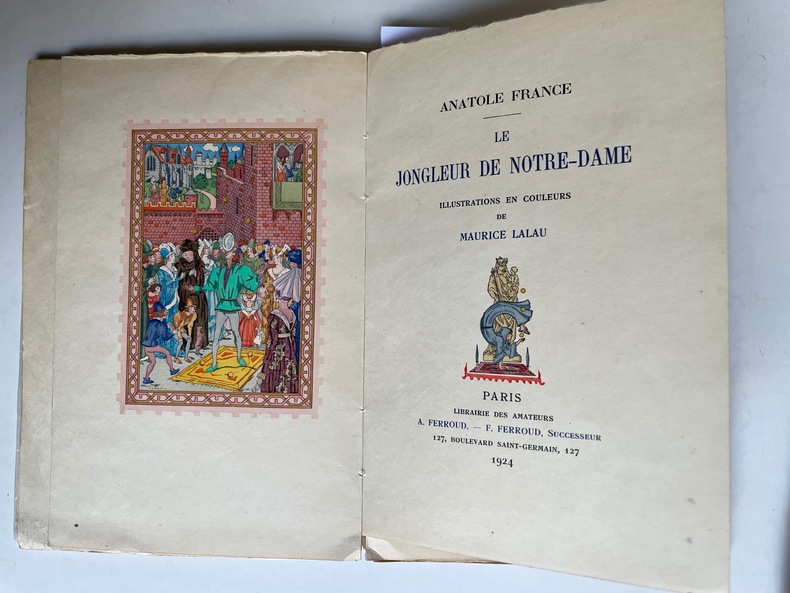 ANATOLE FRANCE
LE
JONGLEUR DE NOTRE-DAME
ILLUSTRATIONS EN COULEURS
DE
MAURICE LALAU
PARIS
LIBRAIRIE DES AMATEURS
A. FERROUD. — F. FERROUD, SUCCESSEUR
127, BOULEVARD SAINT-GERMAIN, 127
1924